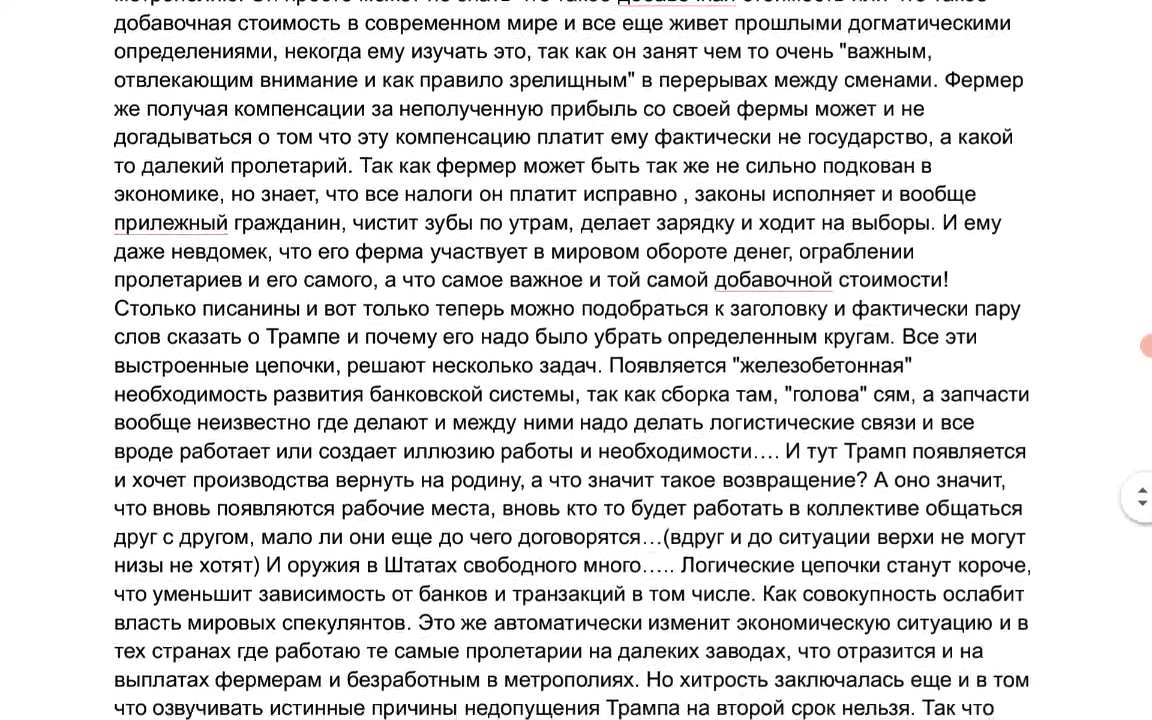 добавочная стоимость в современном мире и все еще живет прошлыми догматическими
определениями, некогда ему изучать это, так как он занят чем то очень "важным,
отвлекающим внимание и как правило зрелищным" в перерывах между сменами. Фермер
же получая компенсации за неполученную прибыль со своей фермы может и не
догадываться о том что эту компенсацию платит ему фактически не государство, а какой
то далекий пролетарий. Так как фермер может быть так же не сильно подкован в
экономике, но знает, что все налоги он платит исправно , законы исполняет и вообще
прилежный гражданин, чистит зубы по утрам, делает зарядку и ходит на выборы. И ему
даже невдомек, что его ферма участвует в мировом обороте денег, ограблении
пролетариев и его самого, а что самое важное и той самой добавочной стоимости!
Столько писанины и вот только теперь можно подобраться к заголовку и фактически пару
слов сказать о Трампе и почему его надо было убрать определенным кругам. Все эти
выстроенные цепочки, решают несколько задач. Появляется "железобетонная"
необходимость развития банковской системы, так как сборка там, "голова" сям, а запчасти
вообще неизвестно где делают и между ними надо делать логистические связи и все
вроде работает или создает иллюзию работы и необходимости…. И тут Трамп появляется
и хочет производства вернуть на родину, а что значит такое возвращение? А оно значит,
что вновь появляются рабочие места, вновь кто то будет работать в коллективе общаться
друг с другом, мало ли они еще до чего договорятся…(вдруг и до ситуации верхи не могут
низы не хотят) И оружия в Штатах свободного много….. Логические цепочки станут короче,
что уменьшит зависимость от банков и транзакций в том числе. Как совокупность ослабит
власть мировых спекулянтов. Это же автоматически изменит экономическую ситуацию и в
тех странах где работаю те самые пролетарии на далеких заводах, что отразится и на
выплатах фермерам и безработным в метрополиях. Но хитрость заключалась еще и в том
что озвучивать истинные причины недопущения Трампа на второй срок нельзя. Так что